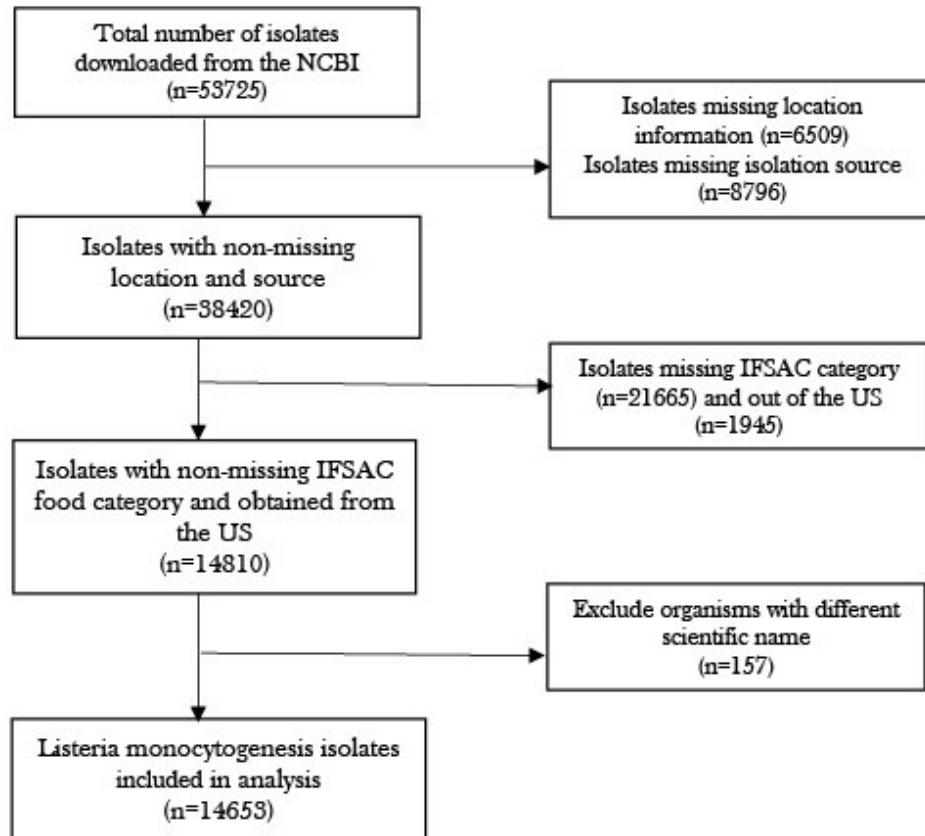 Total number of isolates
downloaded from the NCBI
(n=53725)
Isolates missing location
information (n=6509)
Isolates missing isolation source
(n=8796)
Isolates with non-missing
location and source
(n=38420)
Isolates missing IFSAC category
(n=21665) and out of the US
(n=1945)
Isolates with non-missing IFSAC
food category and obtained from
the US
(n=14810)
Exclude organisms with different
scientific name
(n=157)
Listeria monocytogenesis isolates
included in analysis
(n=14653)